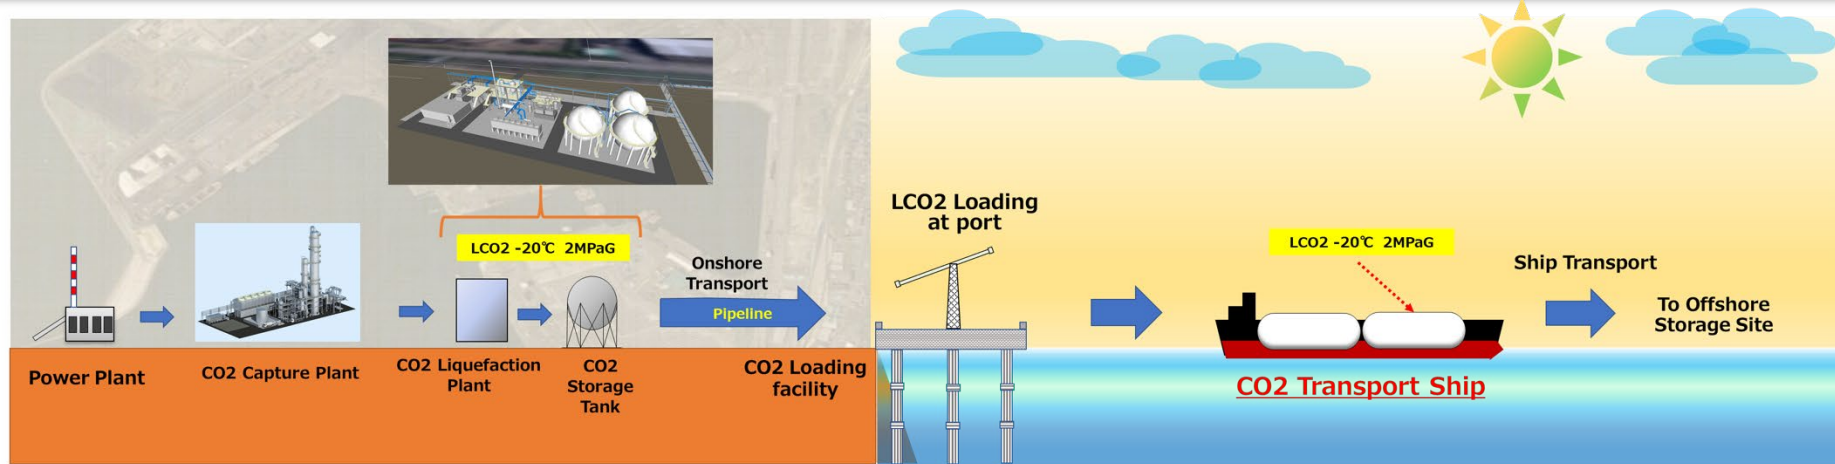 Power Plant
CO2 Capture Plant
LCO2 -20℃ 2MPaG
CO2 Liquefaction
Plant
CO2
Storage
Tank
Onshore
Transport
Pipeline
CO2 Loading
facility
LCO2 Loading
at port
LCO2 -20℃ 2MPaG
CO2 Transport Ship
Ship Transport
To Offshore
Storage Site